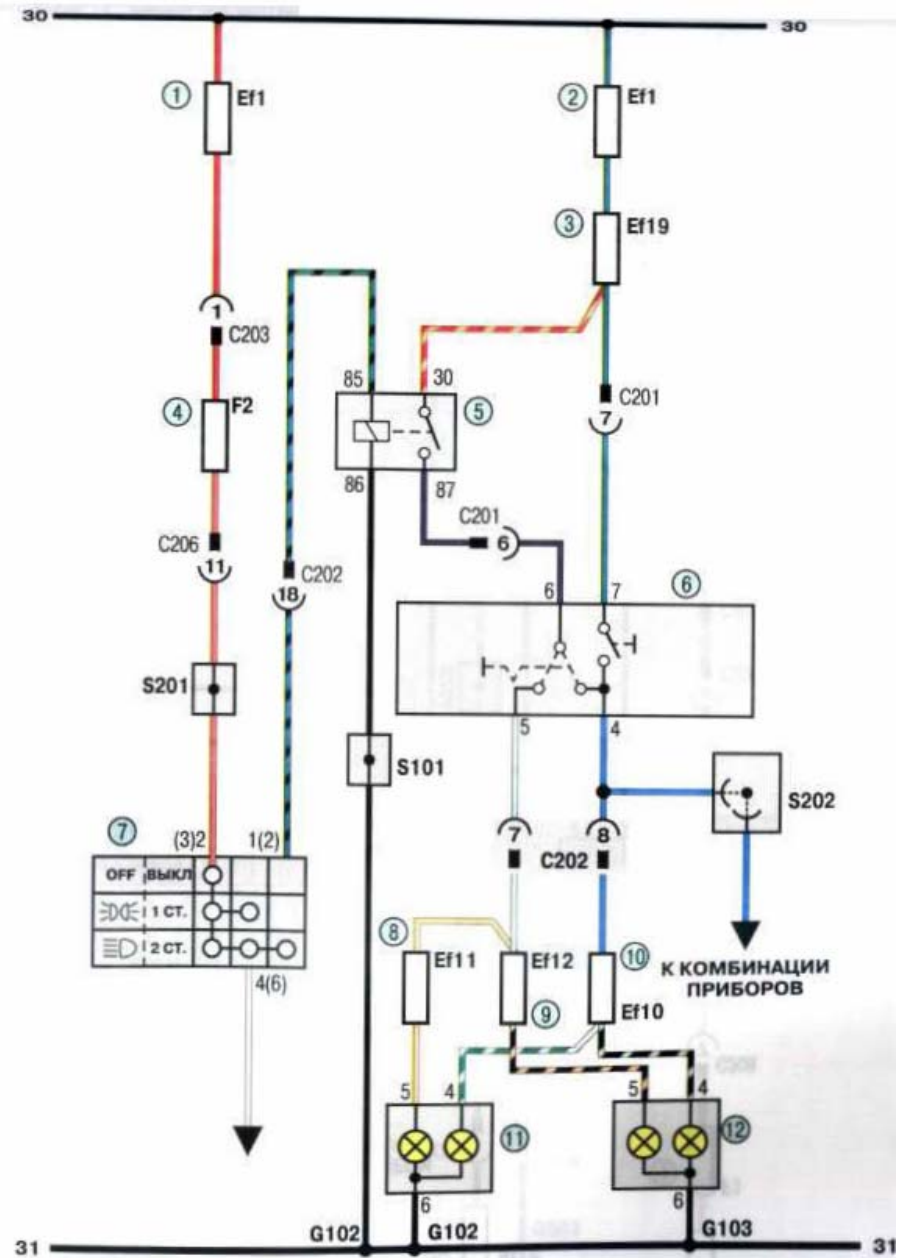 30 30
1 Ef1 2 Ef1
3 Ef19
1
C203
4 F2
85 30 5 C201
7
86 87
C206 C201
11 C202 6
18
6 7 6
S201
5 4
S101 S202
7 (3)2 1(2) 7 8
C202
OFF ВЫКЛ
1 СТ.
2 СТ.
8 Ef11 Ef12 10
К КОМБИНАЦИИ
ПРИБОРОВ
4(6) 9 Ef10
5 4 5 4
11 12
6 6
G102 G102 G103
31 31